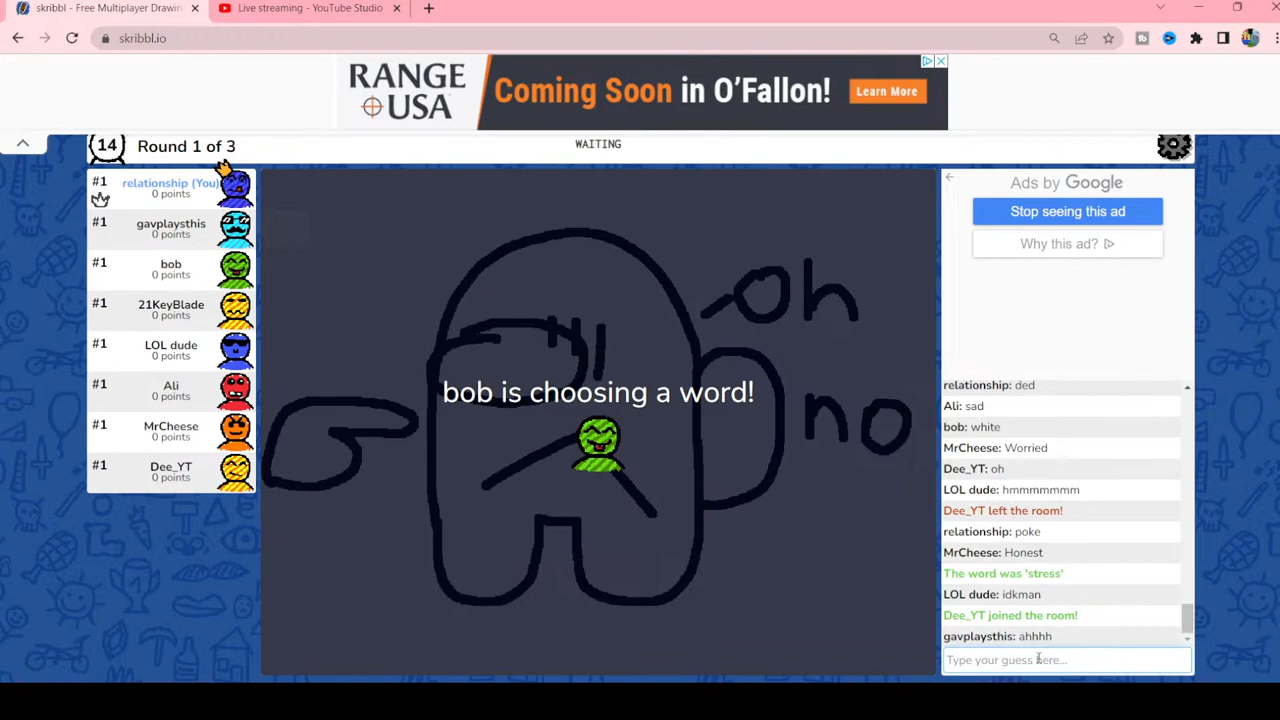 skribbl - Free Multiplayer Drawin
Live streaming - YouTube Studio
skribbl.io
RANGE
USA
Coming Soon in O'Fallon!
Learn More
14
Round 1 of 3
WAITING
#1
relationship (You)
0 points
#1
gavplaysthis
0 points
#1
bob
0 points
#1
21KeyBlade
0 points
#1
LOL dude
0 points
#1
Ali
0 points
#1
MrCheese
0 points
#1
Dee_YT
0 points
oh
no
bob is choosing a word!
Ads by Google
Stop seeing this ad
Why this ad?
relationship: ded
Ali: sad
bob: white
MrCheese: Worried
Dee_YT: oh
LOL dude: hmmmmmmm
Dee_YT left the room!
relationship: poke
MrCheese: Honest
The word was 'stress'
LOL dude: idkman
Dee_YT joined the room!
gavplaysthis: ahhhh
Type your guess here...